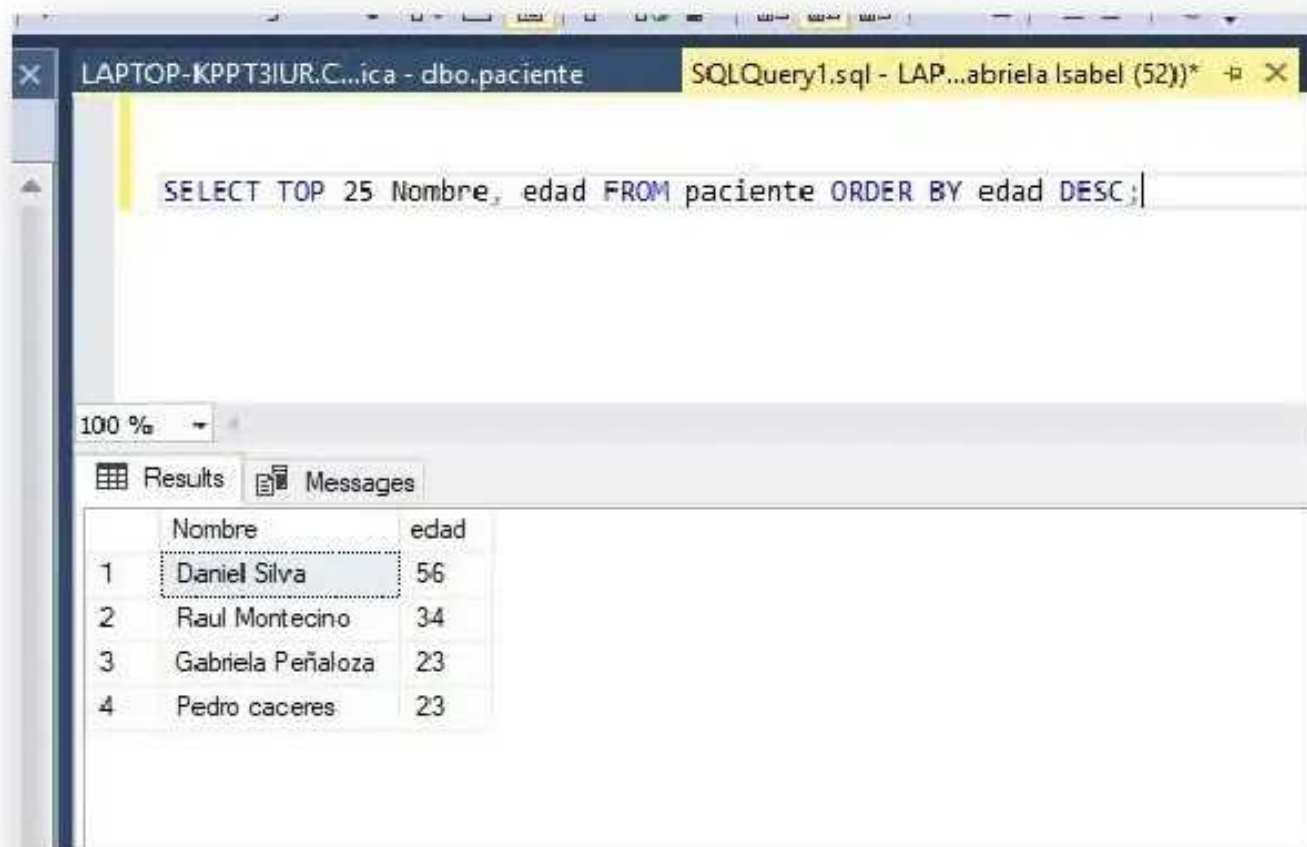 LAPTOP-KPPT3IUR.C...ica - dbo.paciente SQLQuery1.sql - LAP...abriela Isabel (52))*
SELECT TOP 25 Nombre, edad FROM paciente ORDER BY edad DESC;
100 %
Results Messages
Nombre edad
1 Daniel Silva 56
2 Raul Montecino 34
3 Gabriela Peñaloza 23
4 Pedro caceres 23